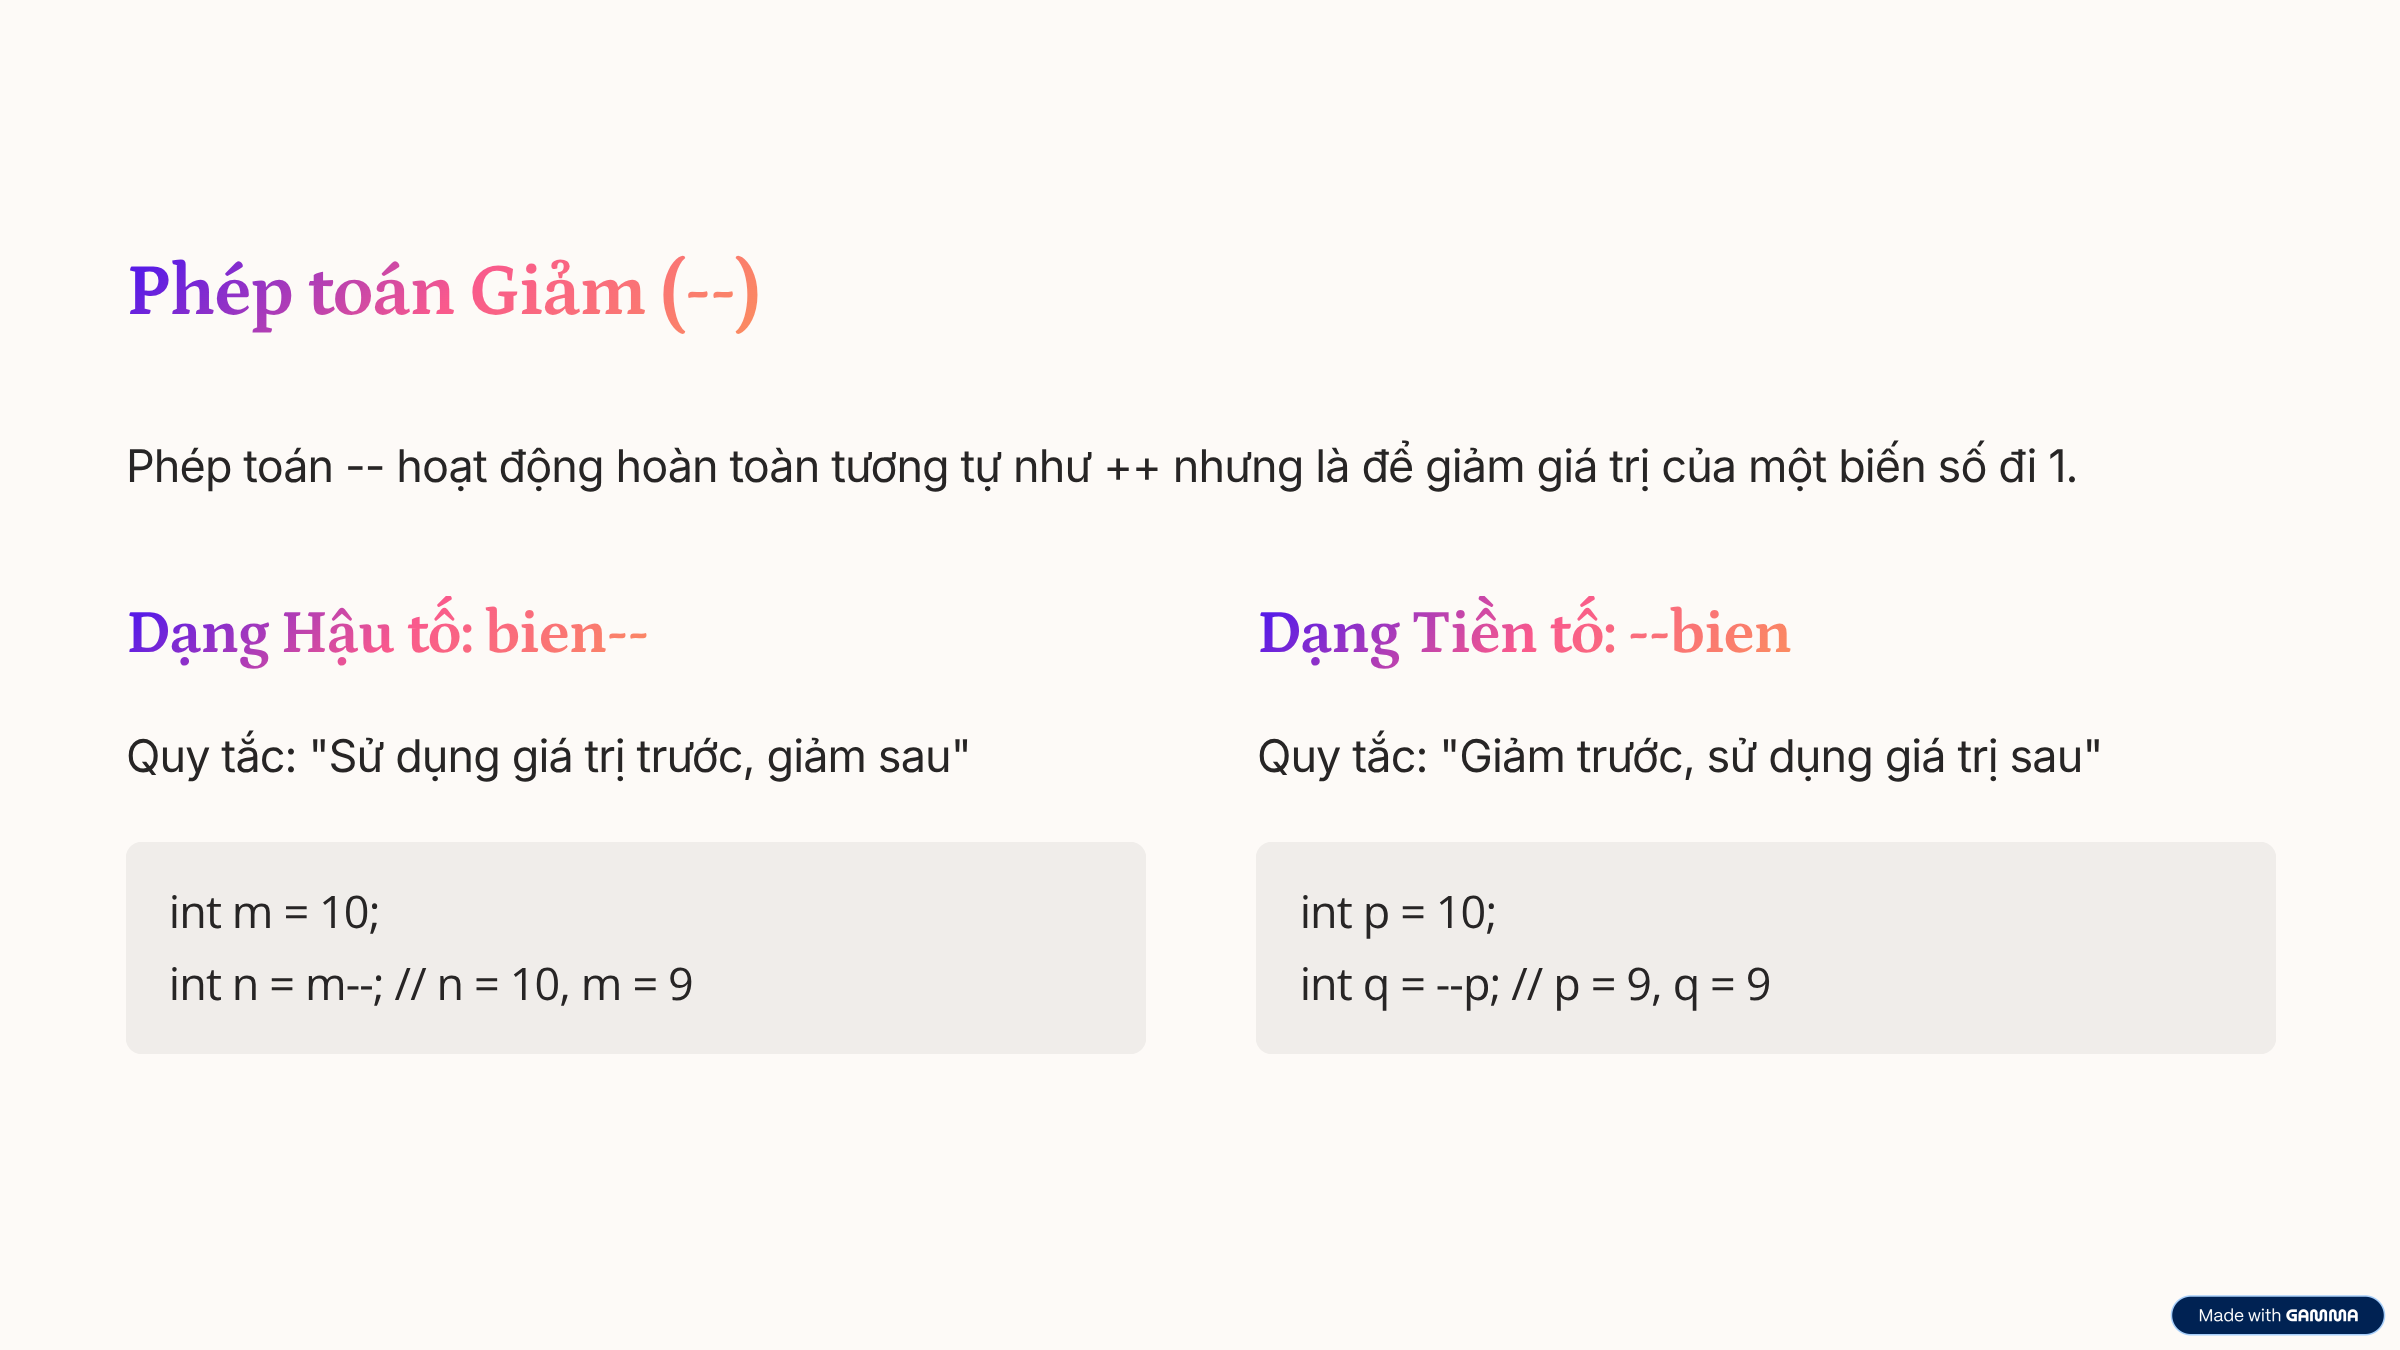 Phép toán Giảm (--)
Phép toán -- hoạt động hoàn toàn tương tự như ++ nhưng là để giảm giá trị của một biến số đi 1.
Dạng Hậu tố: bien--
Quy tắc: "Sử dụng giá trị trước, giảm sau"
int m = 10;
int n = m--; // n = 10, m = 9
Dạng Tiền tố: --bien
Quy tắc: "Giảm trước, sử dụng giá trị sau"
int p = 10;
int q = --p; // p = 9, q = 9
Made with GAMMA